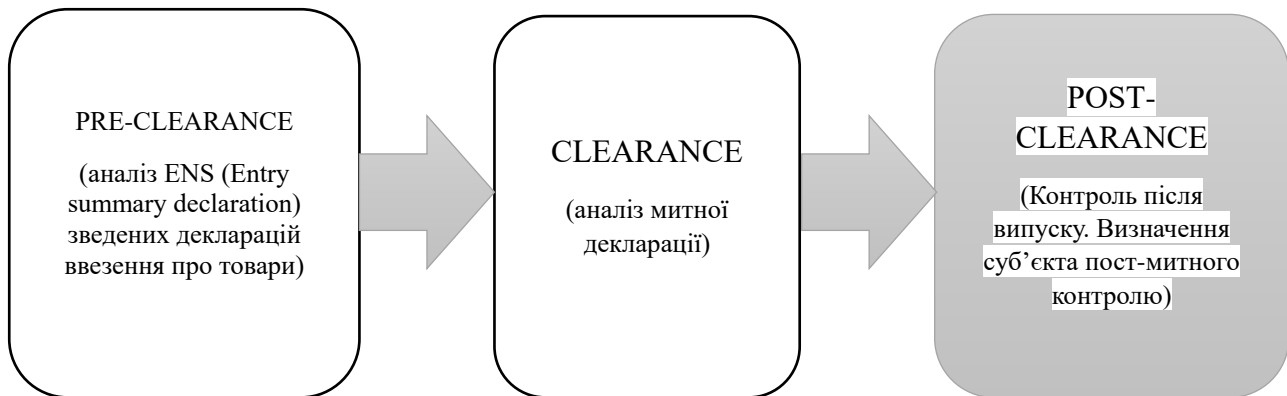 PRE-CLEARANCE
(аналіз ENS (Entry
summary declaration)
зведених декларацій
ввезення про товари)
CLEARANCE
(аналіз митної
декларації)
POST-
CLEARANCE
(Контроль після
випуску. Визначення
суб’єкта пост-митного
контролю)